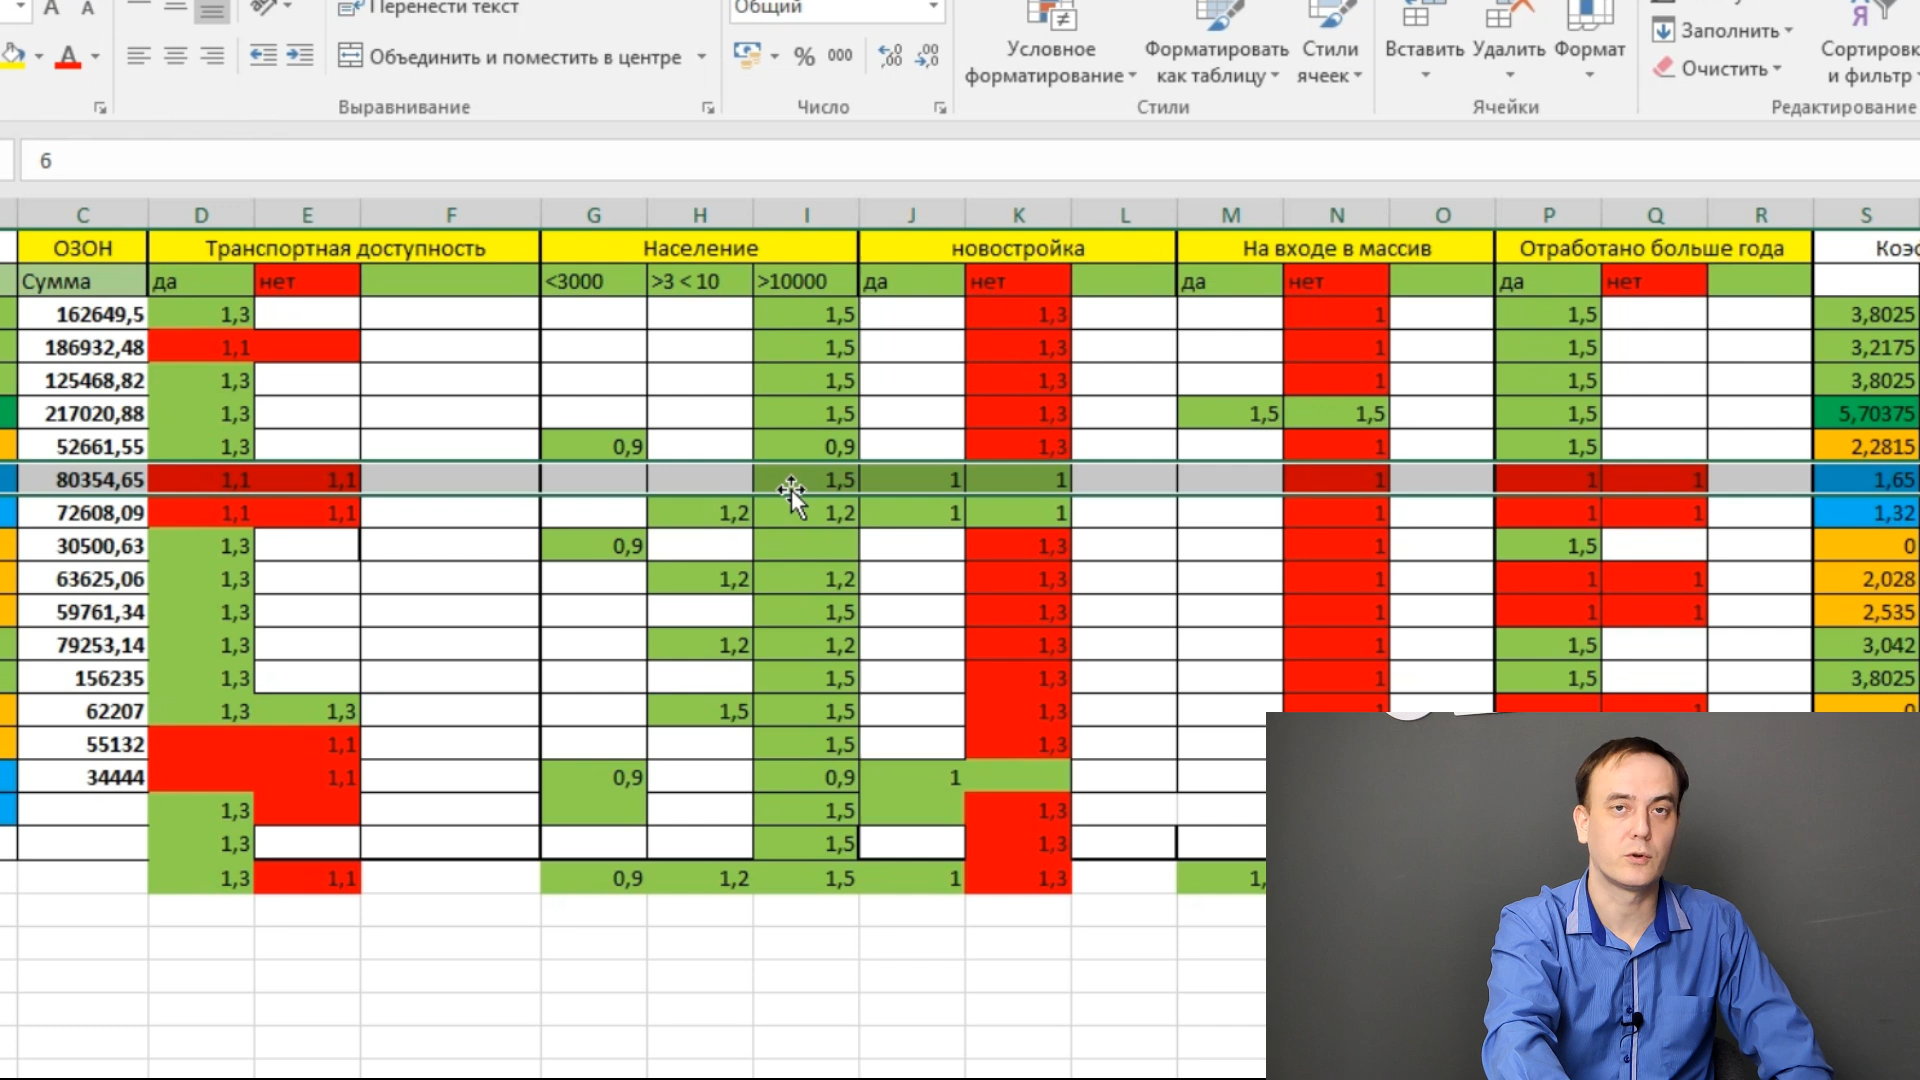 A A Перенести текст Общий
Условное форматирование Форматировать как таблицу Стили ячеек Вставить Удалить Формат Заполнить Очистить и фильтр
А Объединить и поместить в центре % 000
Выравнивание Число Стили Ячейки Редактирование
6
C D E F G H I J K L M N O P Q R S
ОЗОН Транспортная доступность Население новостройка На входе в массив Отработано больше года
Сумма да нет <3000 >3 < 10 >10000 да нет да нет да нет
162649,5 1,3 1,5 1,3 1 1,5 3,8025
186932,48 1,1 1,5 1,3 1 1,5 3,2175
125468,82 1,3 1,5 1,3 1 1,5 3,8025
217020,88 1,3 1,5 1,3 1,5 1,5 1,5 5,70375
52661,55 1,3 0,9 0,9 1,3 1 1,5 2,2815
80354,65 1,1 1,1 1,5 1 1 1 1 1 1,65
72608,09 1,1 1,1 1,2 1,2 1 1 1 1 1 1,32
30500,63 1,3 0,9 1,3 1 1,5 0
63625,06 1,3 1,2 1,2 1,3 1 1 1 2,028
59761,34 1,3 1,5 1,3 1 1 1 2,535
79253,14 1,3 1,2 1,2 1,3 1 1,5 3,042
156235 1,3 1,5 1,3 1 1,5 3,8025
62207 1,3 1,3 1,5 1,5 1,3 1 1 0
55132 1,1 1,5 1,3
34444 1,1 0,9 0,9 1
1,3 1,5 1,3
1,3 1,5 1,3
1,3 1,1 0,9 1,2 1,5 1 1,3